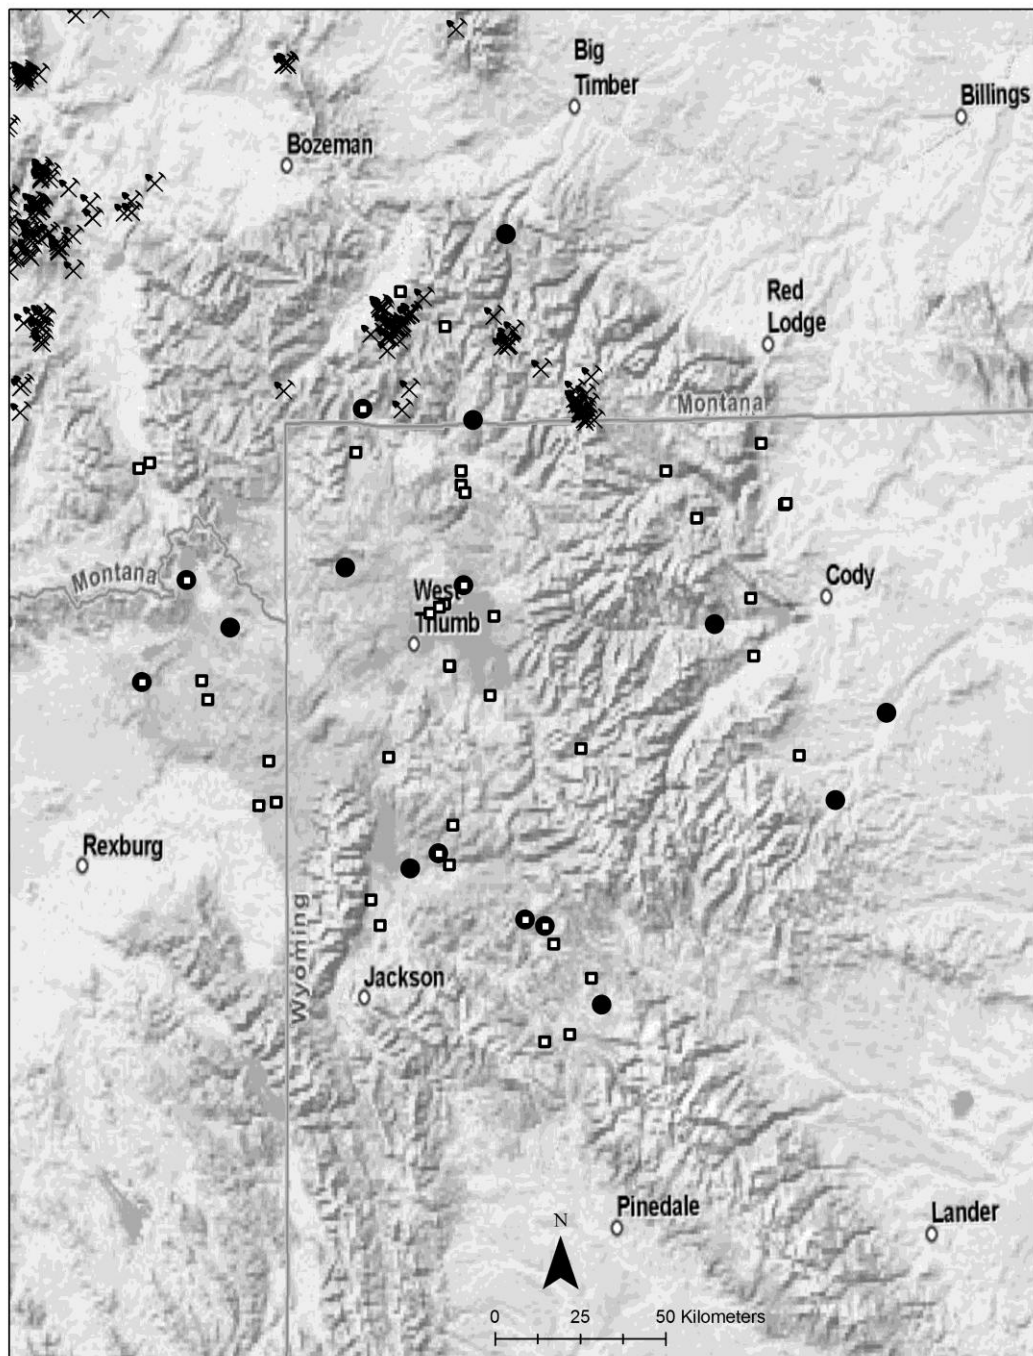 Big
Timber
Billings
Bozeman
Red
Lodge
Montana
Montana
Cody
West
Thumb
Rexburg
Wyoming
Jackson
Pinedale
Lander
N
0 25 50 Kilometers